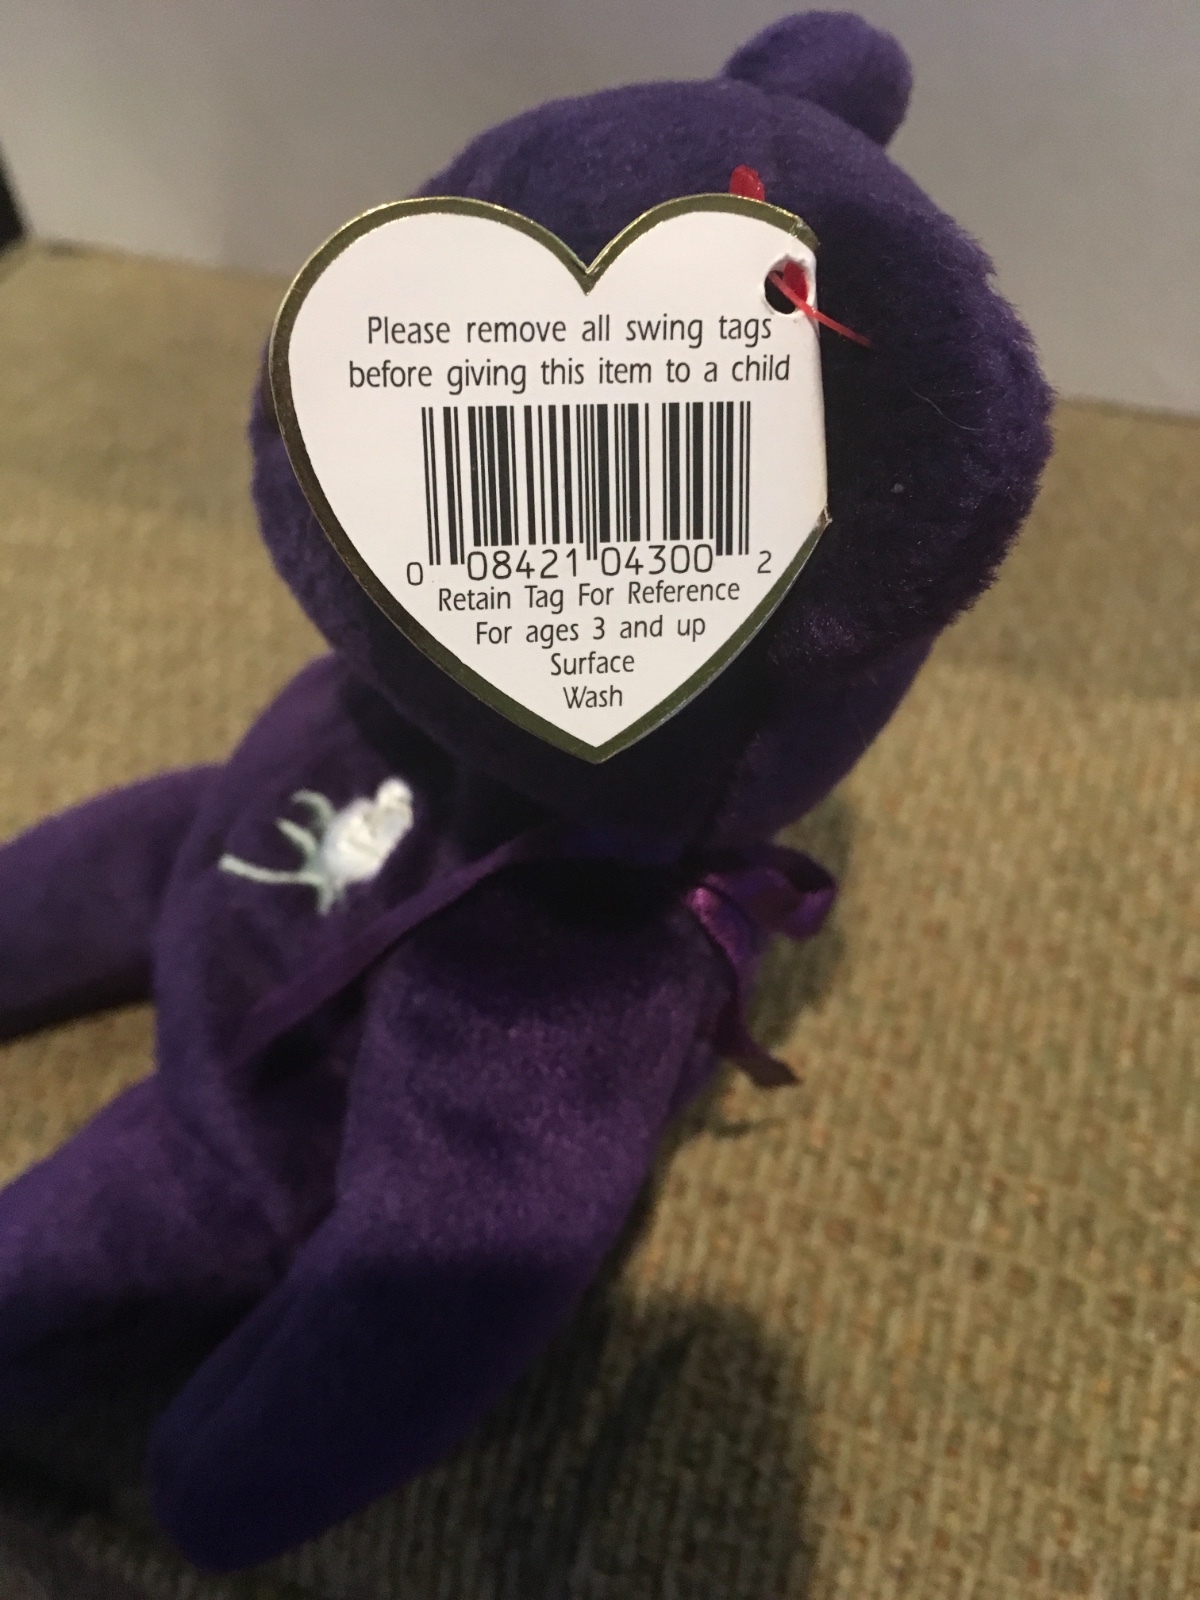 Please remove all swing tags
before giving this item to a child
0 08421 04300 2
Retain Tag For Reference
For ages 3 and up
Surface
Wash